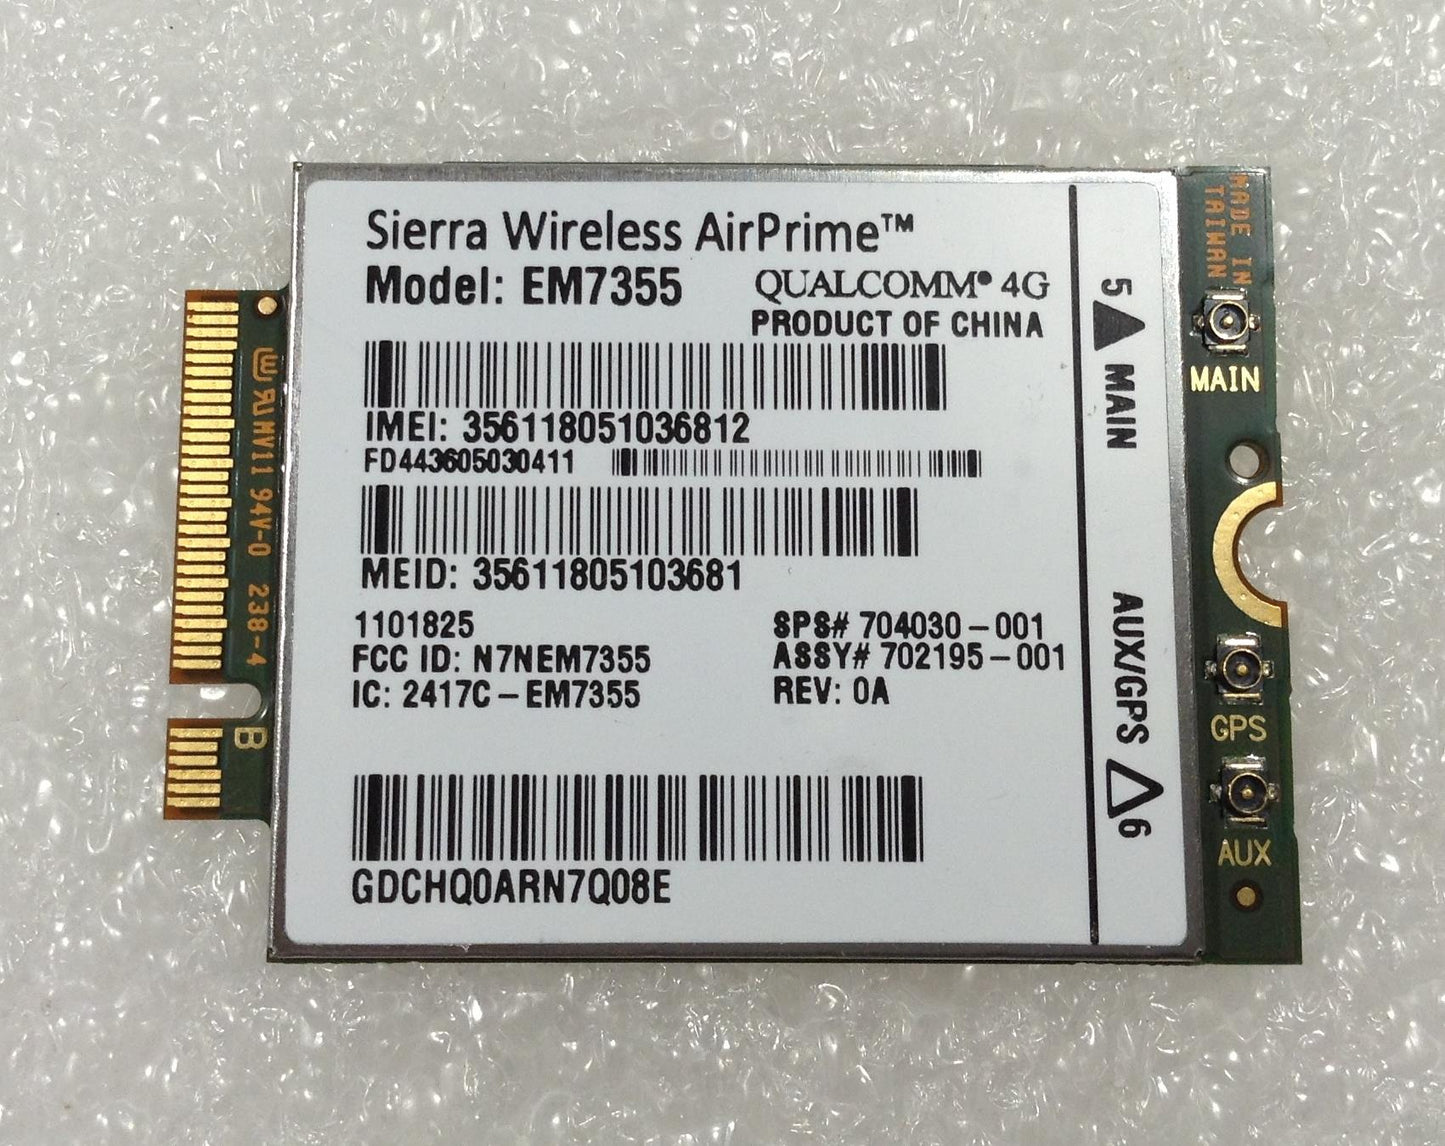 Sierra Wireless AirPrime™
Model: EM7355
QUALCOMM® 4G
PRODUCT OF CHINA
IMEI: 356118051036812
FD443605030411
MEID: 35611805103681
1101825
FCC ID: N7NEM7355
IC: 2417C-EM7355
SPS# 704030-001
ASSY# 702195-001
REV: 0A
GDCHQ0ARN7Q08E
5 MAIN
AUX/GPS 6
MADE IN
TAIWAN
MAIN
GPS
AUX
MV11 94V-0 238-4
B